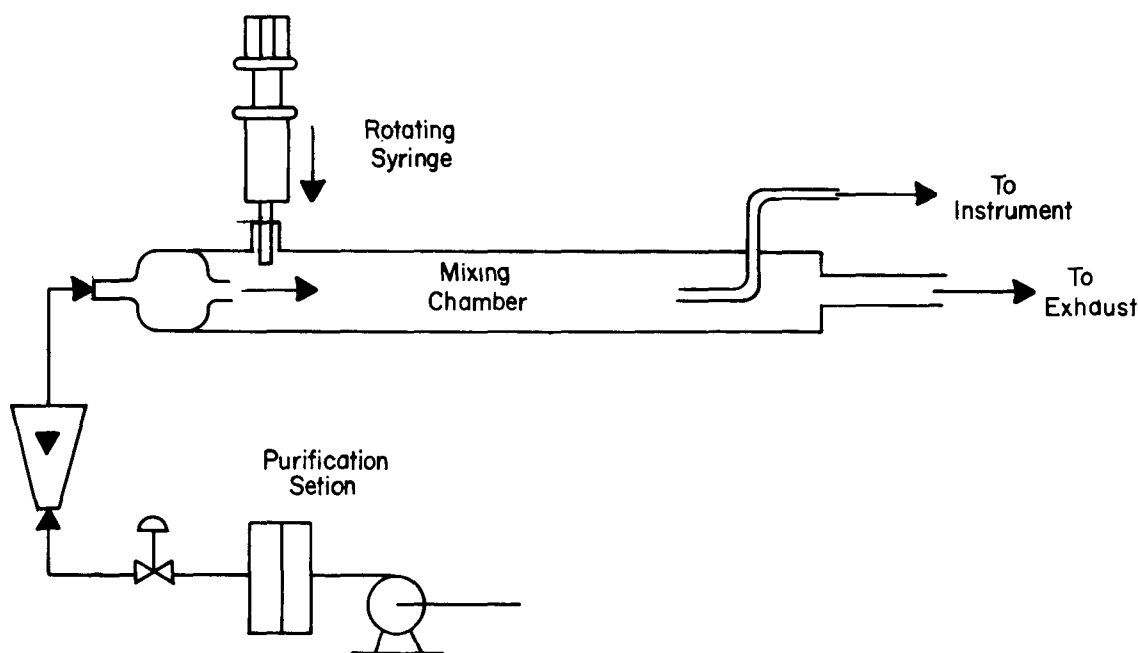 Rotating
Syringe
To
Instrument
Mixing
Chamber
To
Exhaust
Purification
Setion